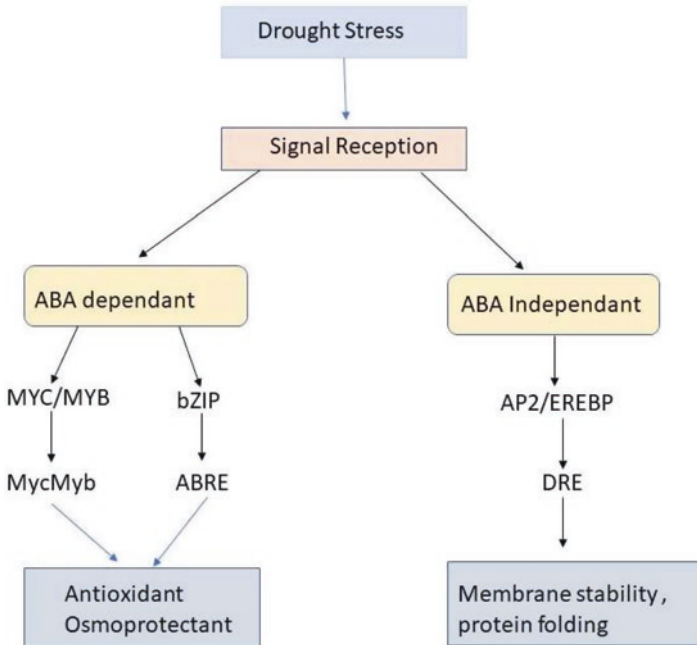 Drought Stress
Signal Reception
ABA dependant
ABA Independant
MYC/MYB
bZIP
AP2/EREBP
MycMyb
ABRE
DRE
Antioxidant
Osmoprotectant
Membrane stability ,
protein folding